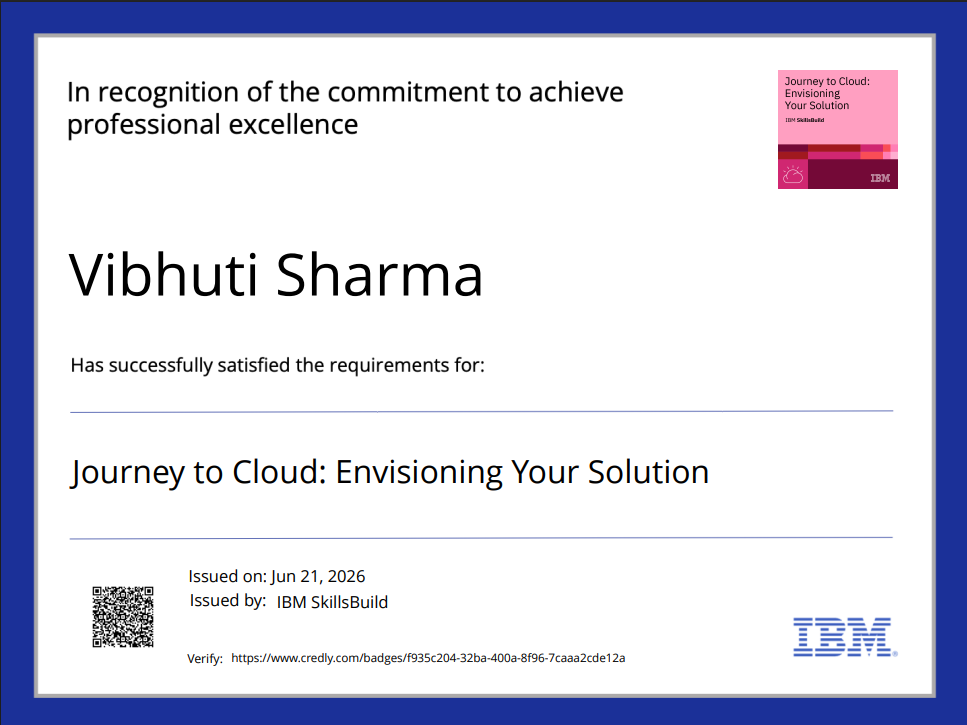 In recognition of the commitment to achieve
professional excellence
Journey to Cloud:
Envisioning
Your Solution
IBM SkillsBuild
IBM
Vibhuti Sharma
Has successfully satisfied the requirements for:
Journey to Cloud: Envisioning Your Solution
Issued on: Jun 21, 2026
Issued by: IBM SkillsBuild
Verify: https://www.credly.com/badges/f935c204-32ba-400a-8f96-7caaa2cde12a
IBM®